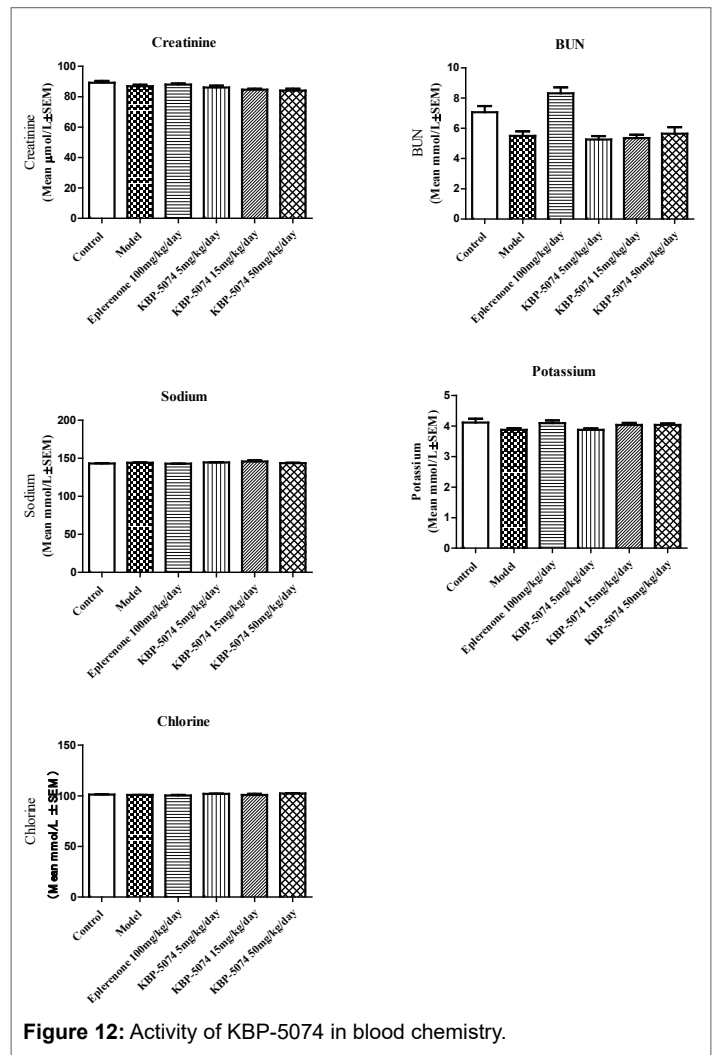 Creatinine
Creatinine
(Mean μmol/L±SEM)
100
80
60
40
20
0
Control
Model
Eplerenone 100mg/kg/day
KBP-5074 5mg/kg/day
KBP-5074 15mg/kg/day
KBP-5074 50mg/kg/day
BUN
BUN
(Mean mmol/L±SEM)
8
6
4
2
0
Control
Model
Eplerenone 100mg/kg/day
KBP-5074 5mg/kg/day
KBP-5074 15mg/kg/day
KBP-5074 50mg/kg/day
Sodium
Sodium
(Mean mmol/L±SEM)
200
150
100
50
0
Control
Model
Eplerenone 100mg/kg/day
KBP-5074 5mg/kg/day
KBP-5074 15mg/kg/day
KBP-5074 50mg/kg/day
Potassium
Potassium
(Mean mmol/L±SEM)
5
4
3
2
1
0
Control
Model
Eplerenone 100mg/kg/day
KBP-5074 5mg/kg/day
KBP-5074 15mg/kg/day
KBP-5074 50mg/kg/day
Chlorine
Chlorine
(Mean mmol/L ±SEM)
150
100
50
0
Control
Model
Eplerenone 100mg/kg/day
KBP-5074 5mg/kg/day
KBP-5074 15mg/kg/day
KBP-5074 50mg/kg/day
Figure 12: Activity of KBP-5074 in blood chemistry.